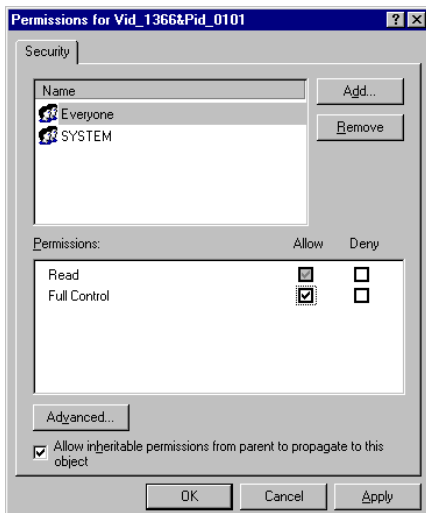 Permissions for Vid_1366&Pid_0101
Security
Name
Add...
Everyone
Remove
SYSTEM
Permissions: Allow Deny
Read
Full Control
Advanced...
Allow inheritable permissions from parent to propagate to this
object
OK Cancel Apply